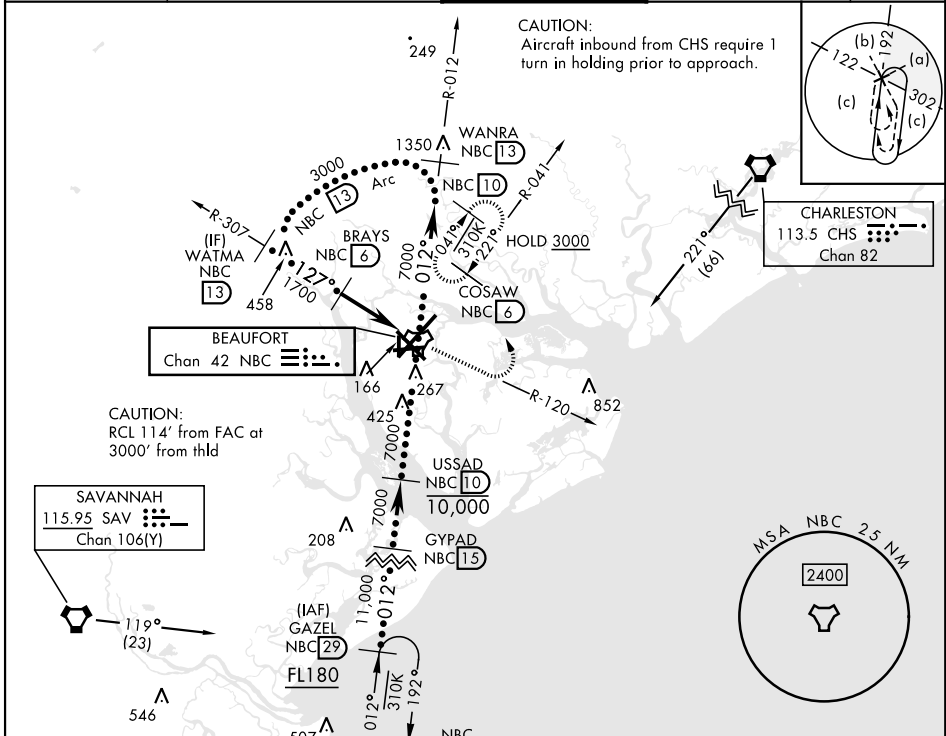 CAUTION:
Aircraft inbound from CHS require 1
turn in holding prior to approach.
(b)
192
(a)
122
302
(c)
(c)
249
R-012
1350
WANRA
NBC 13
3000
Arc
NBC 13
NBC 10
R-041
R-307
(IF)
WATMA
NBC
13
BRAYS
NBC 6
7000
012°
041°
310K
221°
HOLD 3000
CHARLESTON
113.5 CHS
Chan 82
221°
(66)
127°
1700
458
COSAW
NBC 6
BEAUFORT
Chan 42 NBC
166
267
R-120
852
425
CAUTION:
RCL 114' from FAC at
3000' from thld
7000
USSAD
NBC 10
10,000
SAVANNAH
115.95 SAV
Chan 106(Y)
7000
208
GYPAD
NBC 15
MSA NBC 25 NM
2400
11,000
012°
(IAF)
GAZEL
NBC 29
FL180
119°
(23)
012°
310K
192°
546
507
NBC